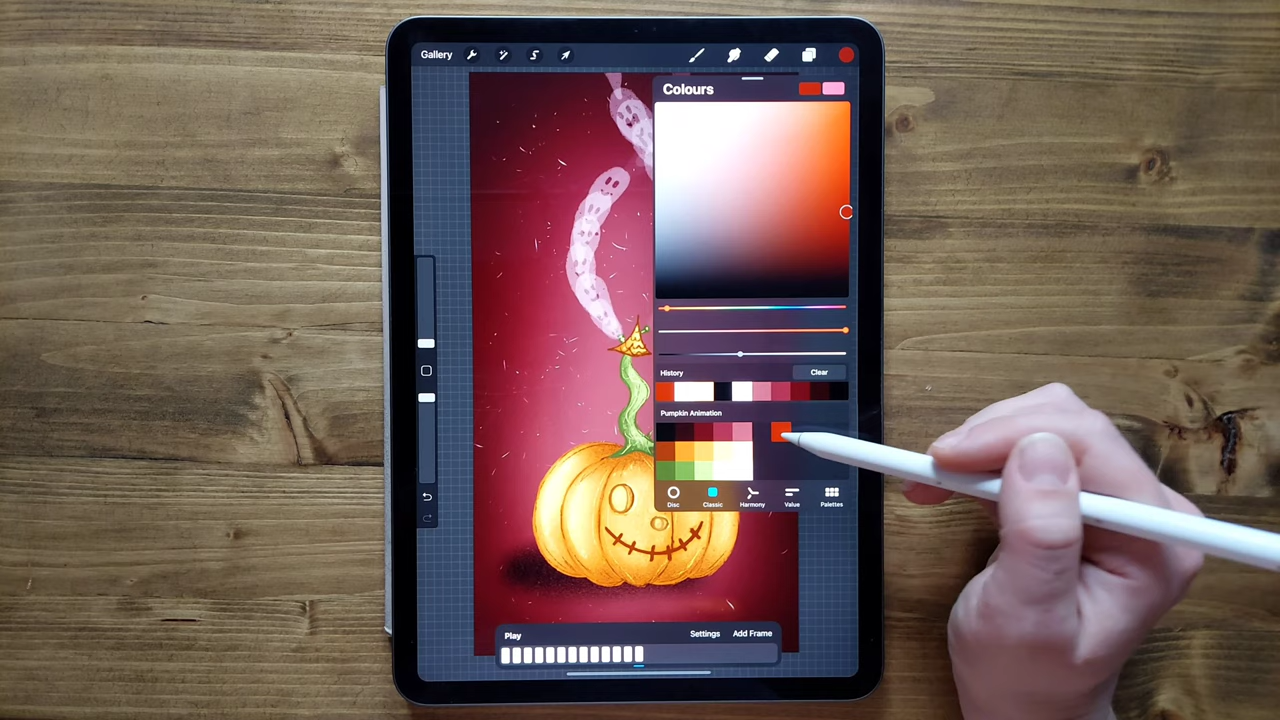 Gallery
Colours
History Clear
Pumpkin Animation
Disc Classic Harmony Value Palettes
Play Settings Add Frame